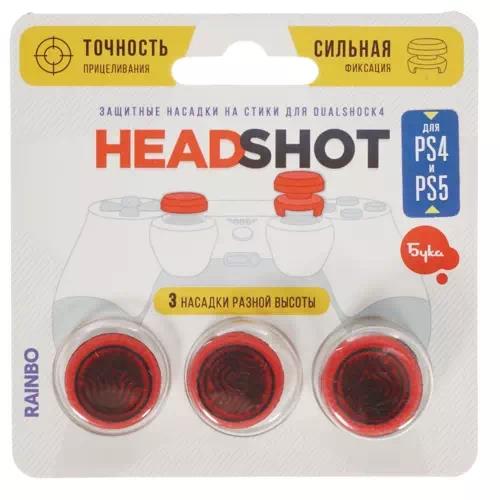 ТОЧНОСТЬ
ПРИЦЕЛИВАНИЯ
СИЛЬНАЯ
ФИКСАЦИЯ
ЗАЩИТНЫЕ НАСАДКИ НА СТИКИ ДЛЯ DUALSHOCK4
HEADSHOT
ДЛЯ
PS4
И
PS5
Бука
3 НАСАДКИ РАЗНОЙ ВЫСОТЫ
RAINBO